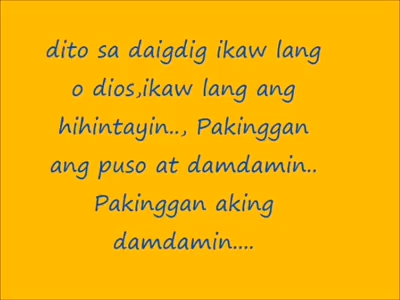 dito sa daigdig ikaw lang
o dios,ikaw lang ang
hihintayin.., Pakinggan
ang puso at damdamin..
Pakinggan aking
damdamin....